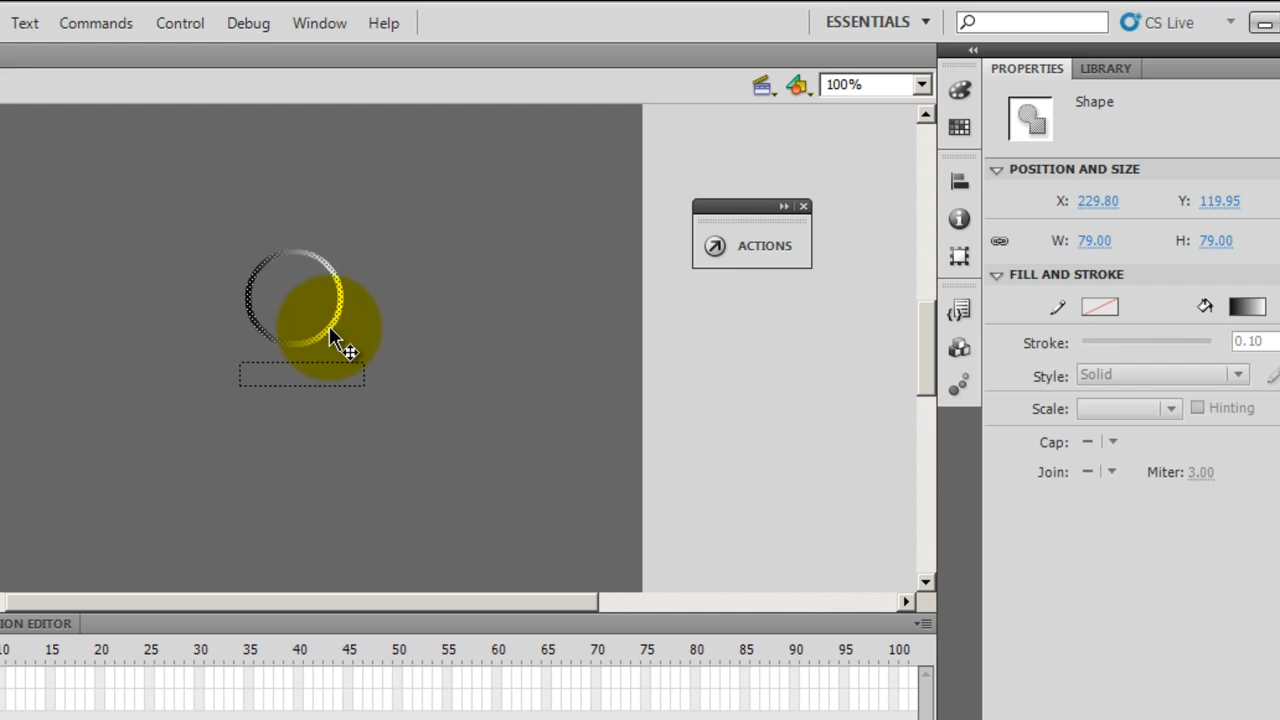 Text Commands Control Debug Window Help ESSENTIALS CS Live
100%
PROPERTIES LIBRARY
Shape
POSITION AND SIZE
X: 229.80 Y: 119.95
W: 79.00 H: 79.00
ACTIONS
FILL AND STROKE
Stroke: 0.10
Style: Solid
Scale: Hinting
Cap:
Join: Miter: 3.00
ION EDITOR
10 15 20 25 30 35 40 45 50 55 60 65 70 75 80 85 90 95 100